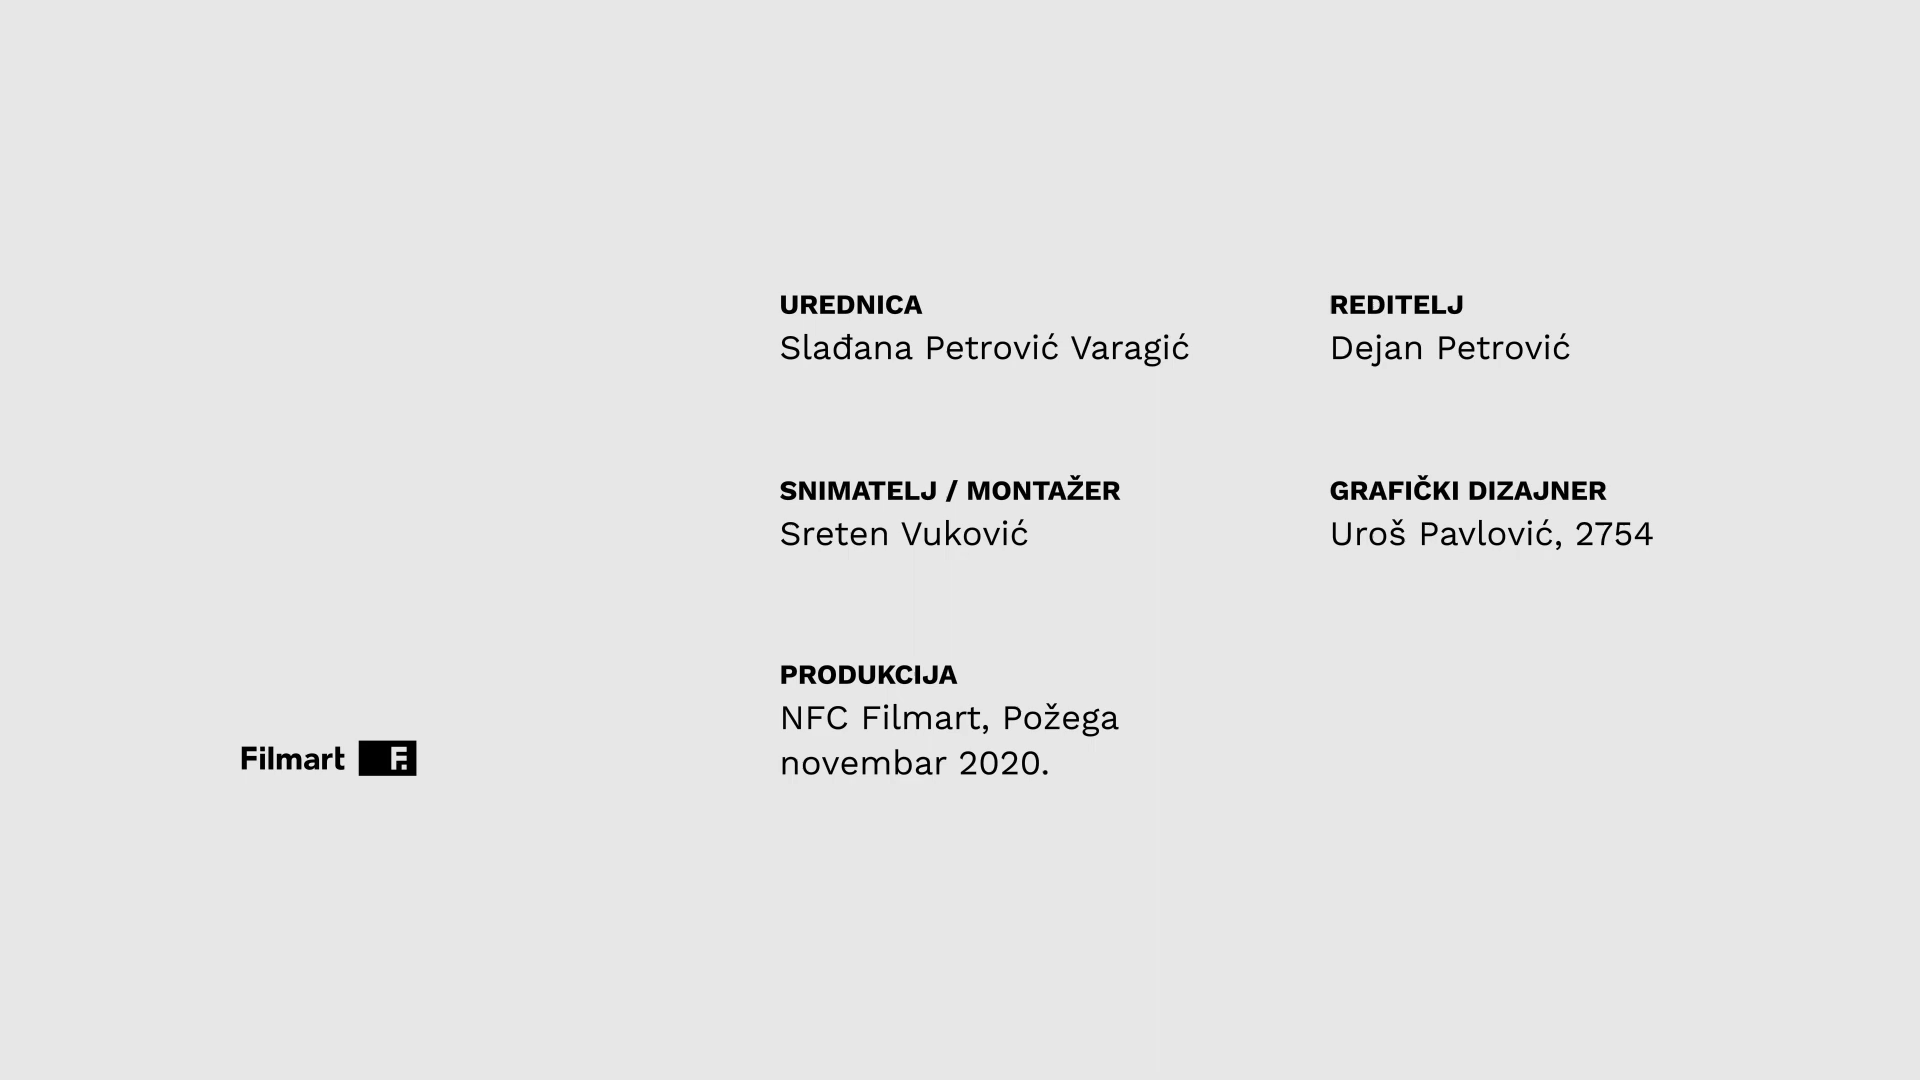 UREDNICA
Slađana Petrović Varagić
REDITELJ
Dejan Petrović
SNIMATELJ / MONTAŽER
Sreten Vuković
GRAFIČKI DIZAJNER
Uroš Pavlović, 2754
PRODUKCIJA
NFC Filmart, Požega
novembar 2020.
Filmart F.